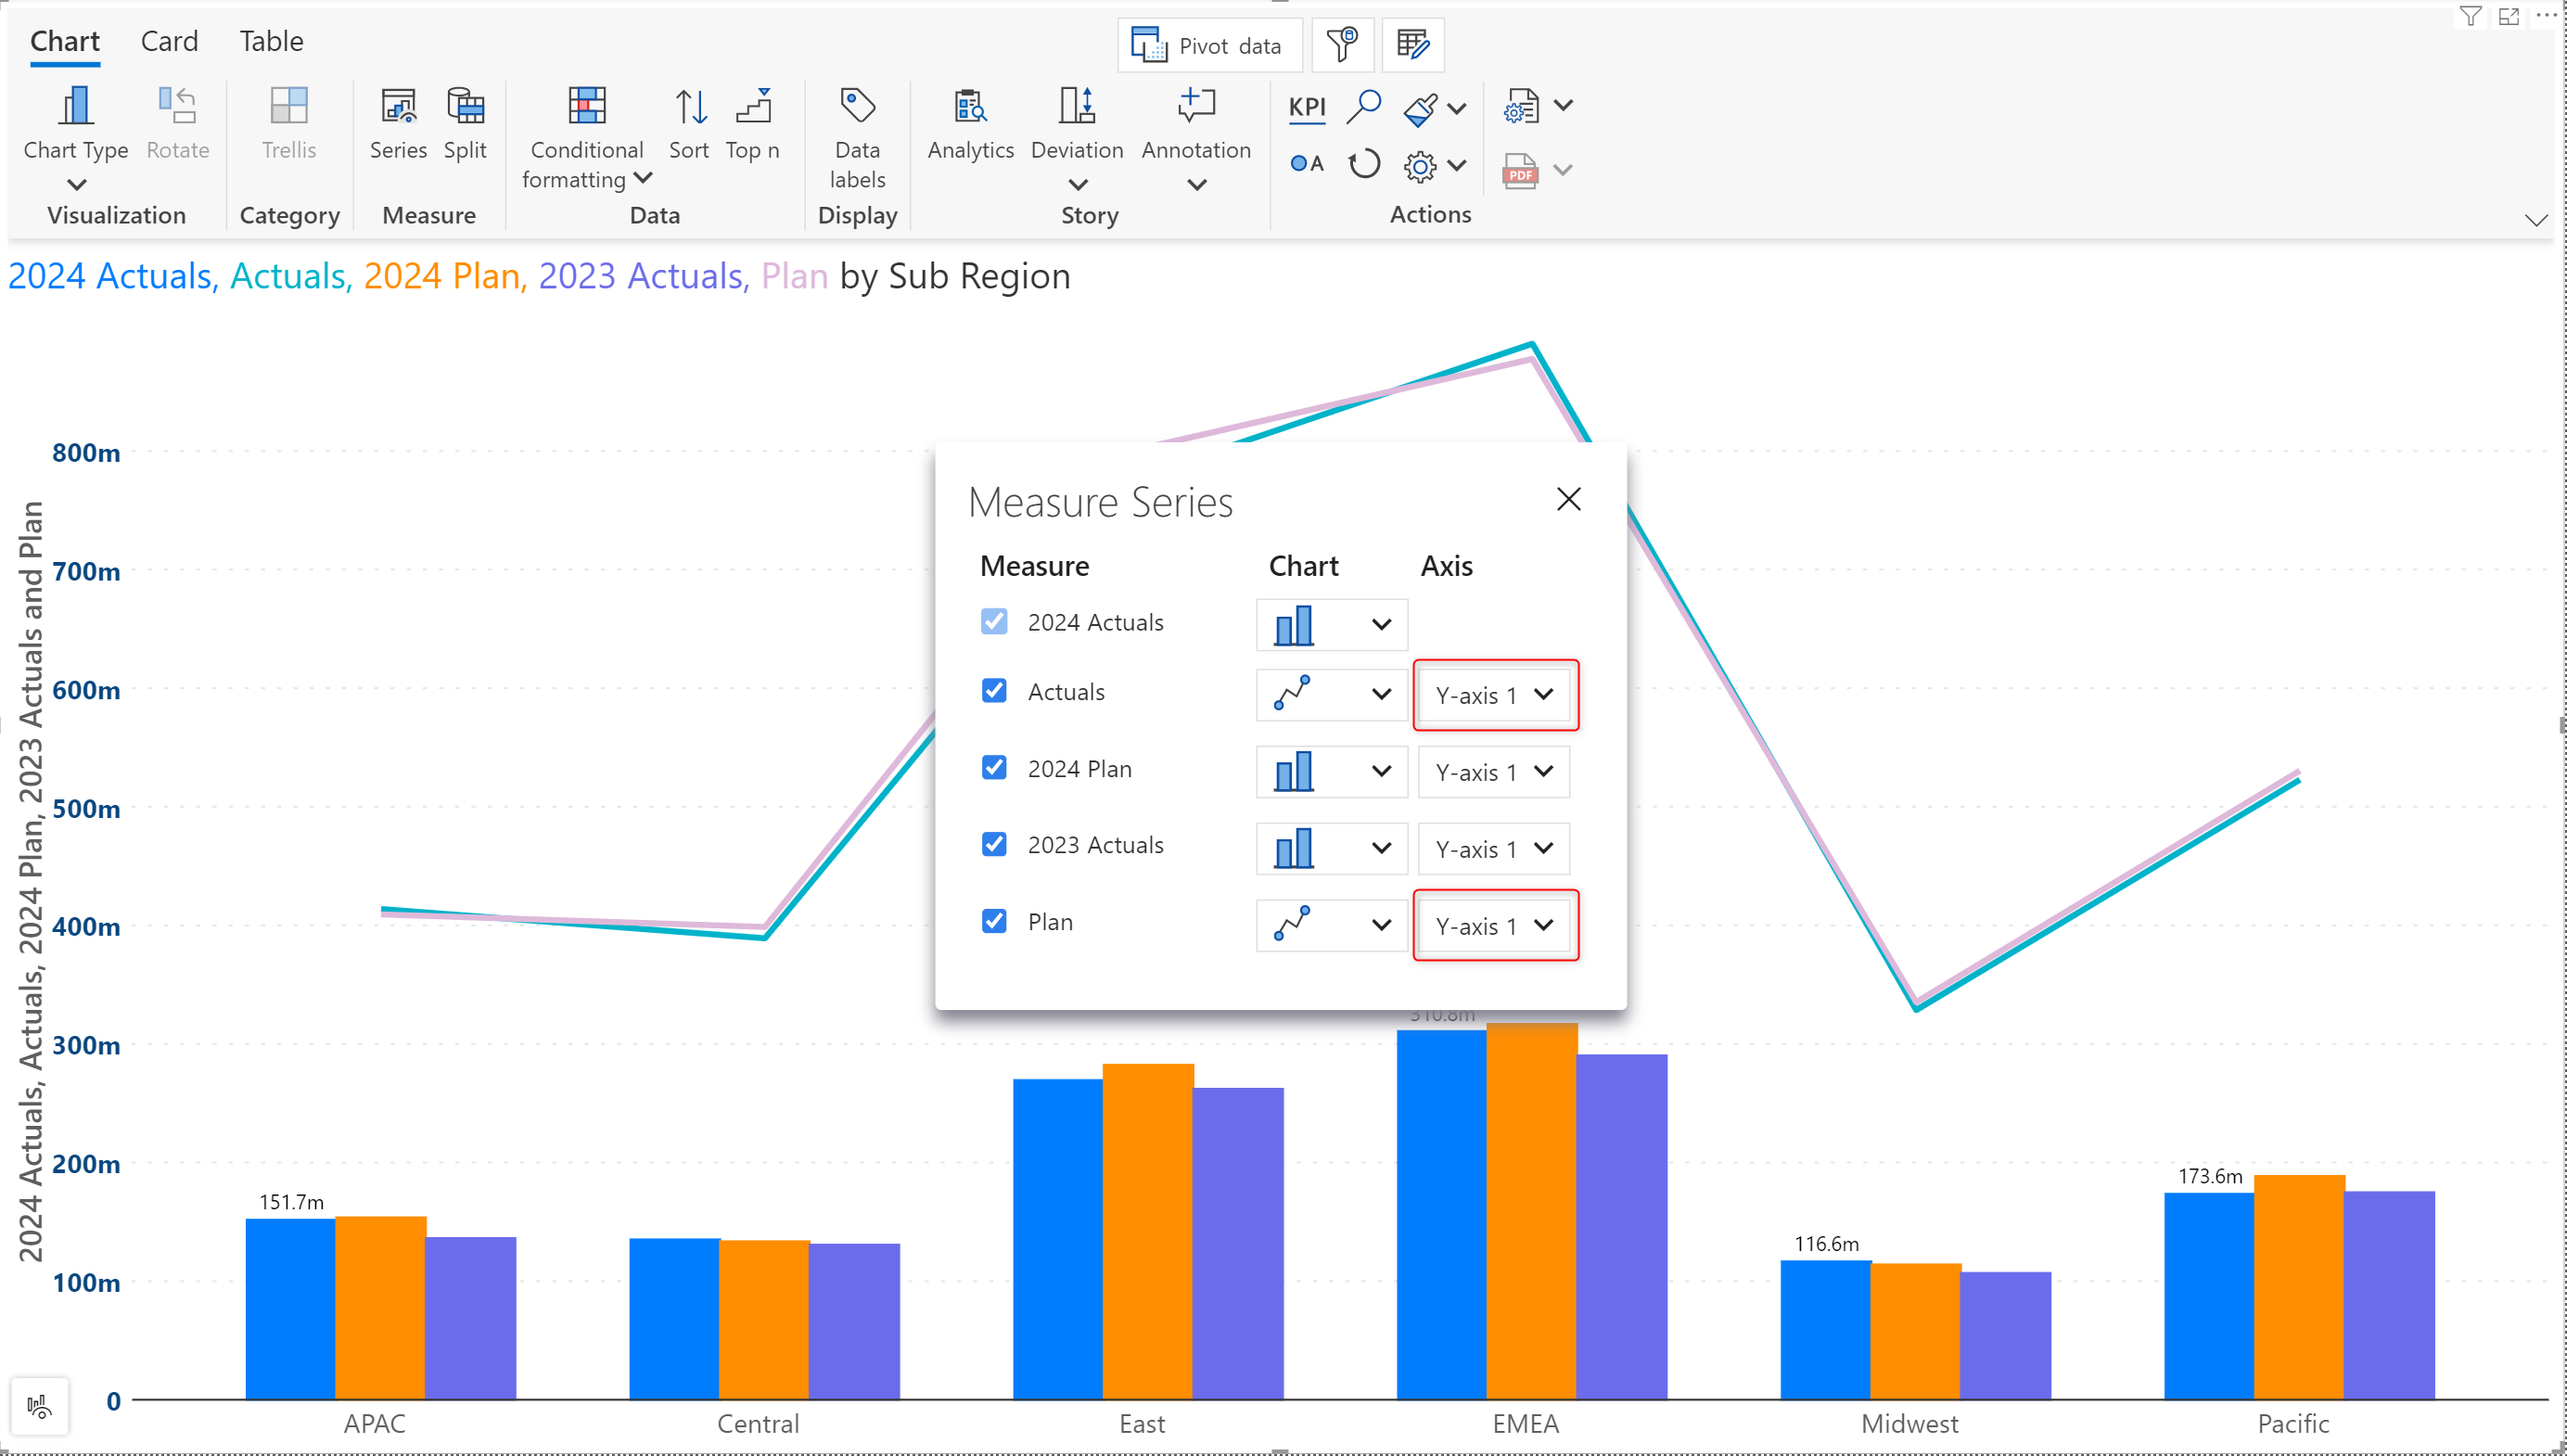 Chart Card Table
Pivot data
Chart Type Rotate Trellis Series Split Conditional formatting Sort Top n Data labels Analytics Deviation Annotation
KPI
A
PDF
Visualization Category Measure Data Display Story Actions
2024 Actuals, Actuals, 2024 Plan, 2023 Actuals, Plan by Sub Region
2024 Actuals, Actuals, 2024 Plan, 2023 Actuals and Plan
800m
700m
600m
500m
400m
300m
200m
100m
0
Measure Series
Measure Chart Axis
2024 Actuals
Actuals Y-axis 1
2024 Plan Y-axis 1
2023 Actuals Y-axis 1
Plan Y-axis 1
310.8m
151.7m
116.6m
173.6m
APAC Central East EMEA Midwest Pacific